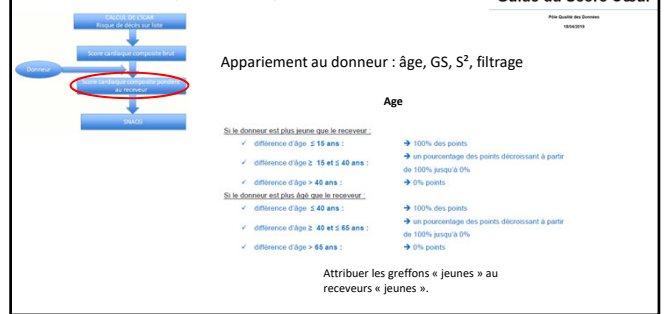 Guide du Score Cœur
Pôle Qualité des Données
18/04/2019
CALCUL DE L'ICAR
Risque de décès sur liste
Score cardiaque composite brut
Donneur
Score cardiaque composite pondéré
au receveur
SNACG
Appariement au donneur : âge, GS, S², filtrage
Age
Si le donneur est plus jeune que le receveur :
✓ différence d'âge ≤ 15 ans : ➔ 100% des points
✓ différence d'âge ≥ 15 et ≤ 40 ans : ➔ un pourcentage des points décroissant à partir
de 100% jusqu'à 0%
✓ différence d'âge > 40 ans : ➔ 0% points
Si le donneur est plus âgé que le receveur :
✓ différence d'âge ≤ 40 ans : ➔ 100% des points
✓ différence d'âge ≥ 40 et ≤ 65 ans : ➔ un pourcentage des points décroissant à partir
de 100% jusqu'à 0%
✓ différence d'âge > 65 ans : ➔ 0% points
Attribuer les greffons « jeunes » au
receveurs « jeunes ».